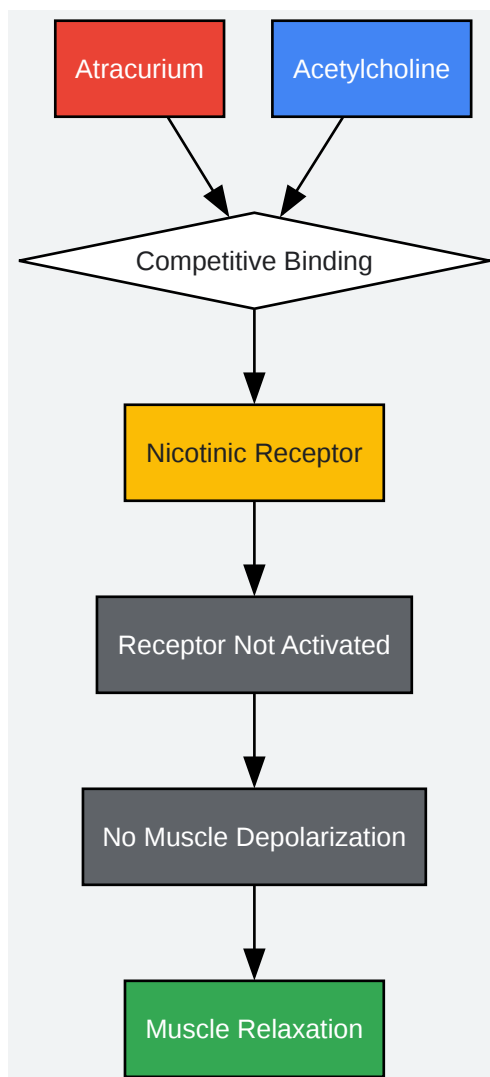 Atracurium
Acetylcholine
Competitive Binding
Nicotinic Receptor
Receptor Not Activated
No Muscle Depolarization
Muscle Relaxation